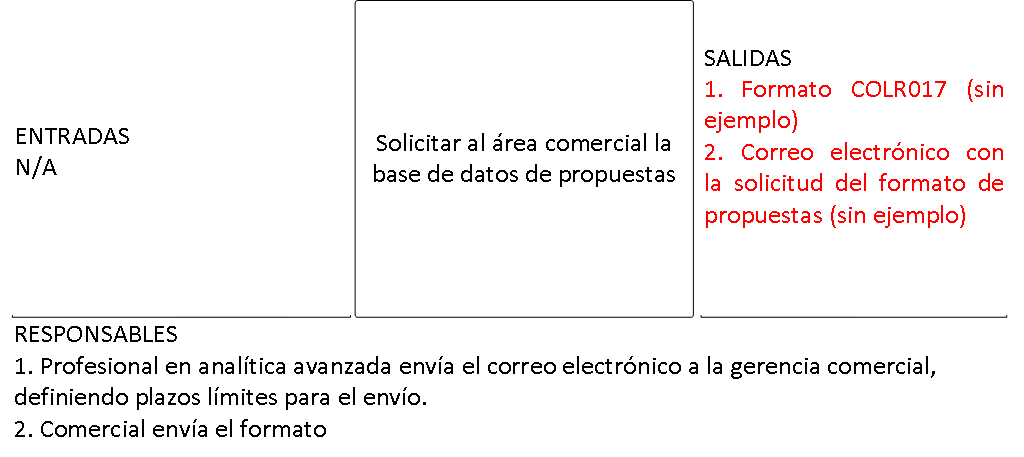 ENTRADAS
N/A
Solicitar al área comercial la
base de datos de propuestas
SALIDAS
1. Formato COLR017 (sin
ejemplo)
2. Correo electrónico con
la solicitud del formato de
propuestas (sin ejemplo)
RESPONSABLES
1. Profesional en analítica avanzada envía el correo electrónico a la gerencia comercial,
definiendo plazos límites para el envío.
2. Comercial envía el formato